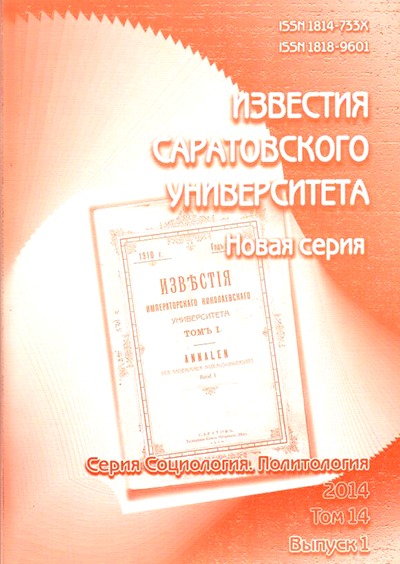 ISSN 1814-733X
ISSN 1818-9601
ИЗВЕСТИЯ
САРАТОВСКОГО
УНИВЕРСИТЕТА
Новая серия
1910 г.
ИЗВѢСТІЯ
ИМПЕРАТОРСКАГО НИКОЛАЕВСКАГО
УНИВЕРСИТЕТА
ТОМЪ I.
ANNALEN
Band I
САРАТОВЪ
Серия Социология. Политология
2014
Том 14
Выпуск 1